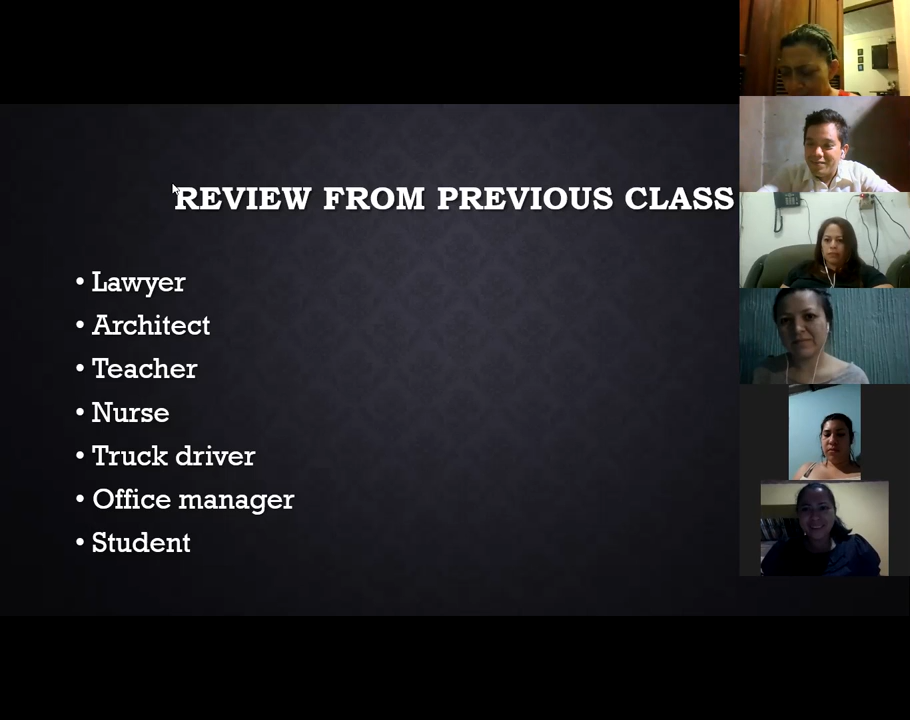 REVIEW FROM PREVIOUS CLASS
• Lawyer
• Architect
• Teacher
• Nurse
• Truck driver
• Office manager
• Student